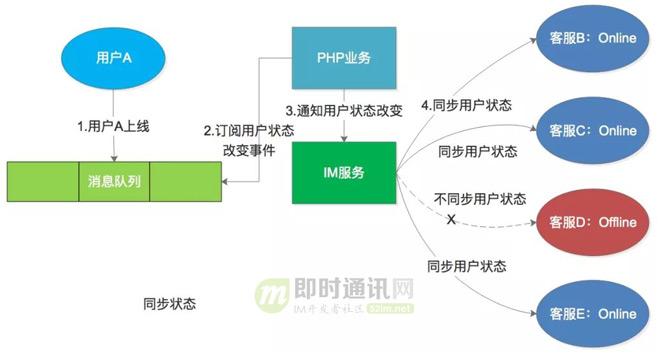 用户A
PHP业务
客服B：Online
1.用户A上线
2.订阅用户状态
改变事件
3.通知用户状态改变
4.同步用户状态
消息队列
IM服务
客服C：Online
同步用户状态
不同步用户状态
X
客服D：Offline
同步用户状态
客服E：Online
同步状态
m
即时通讯网
IM开发者社区 52im.net